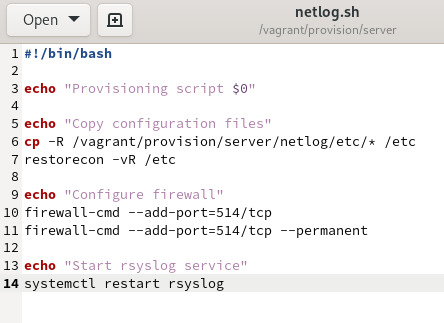 Open
netlog.sh
/vagrant/provision/server
1 #!/bin/bash
2
3 echo "Provisioning script $0"
4
5 echo "Copy configuration files"
6 cp -R /vagrant/provision/server/netlog/etc/* /etc
7 restorecon -vR /etc
8
9 echo "Configure firewall"
10 firewall-cmd --add-port=514/tcp
11 firewall-cmd --add-port=514/tcp --permanent
12
13 echo "Start rsyslog service"
14 systemctl restart rsyslog